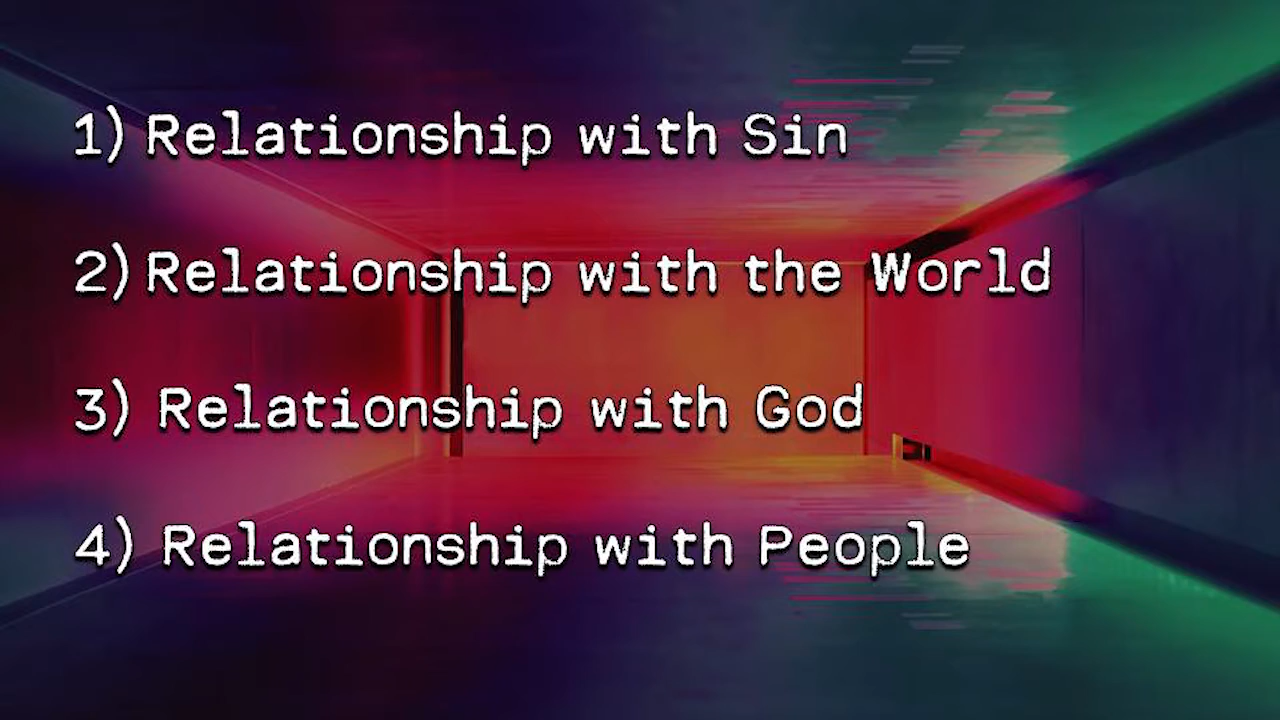 1) Relationship with Sin
2) Relationship with the World
3) Relationship with God
4) Relationship with People